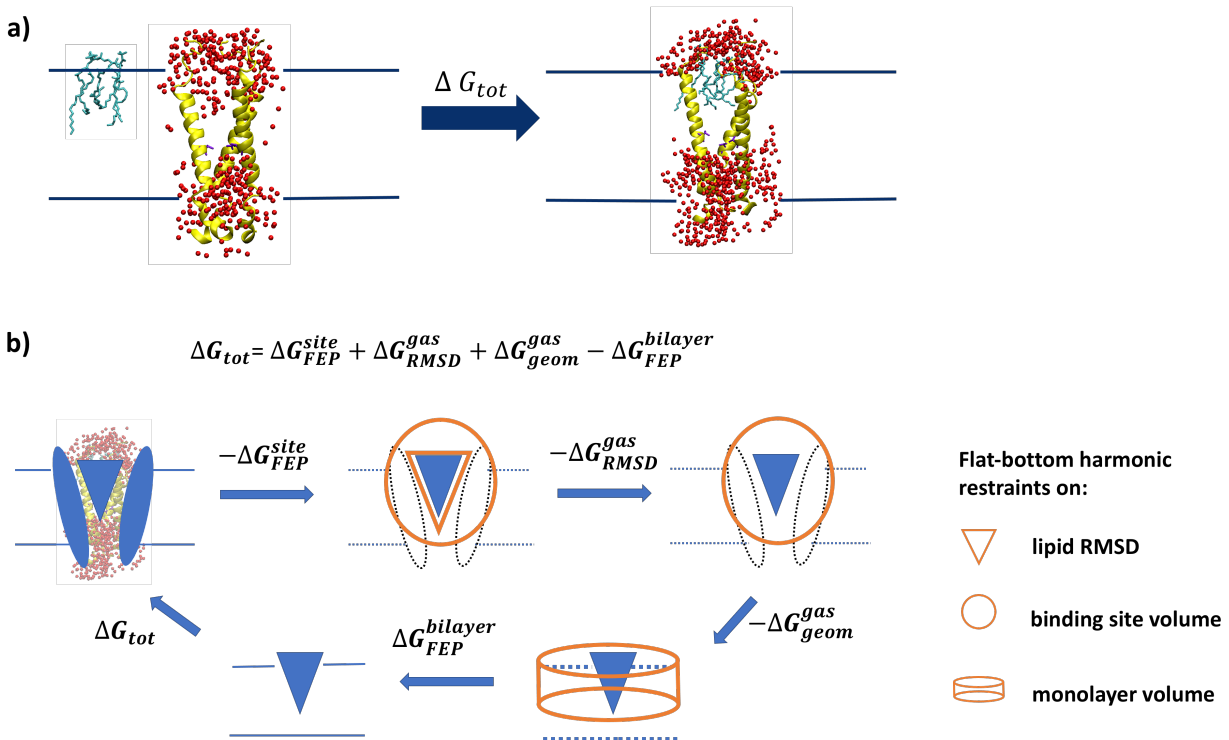 a)
Δ G_tot
b)
ΔG_tot= ΔG_FEP^site + ΔG_RMSD^gas + ΔG_geom^gas − ΔG_FEP^bilayer
−ΔG_FEP^site
−ΔG_RMSD^gas
Flat-bottom harmonic
restraints on:
lipid RMSD
binding site volume
monolayer volume
−ΔG_geom^gas
ΔG_FEP^bilayer
ΔG_tot